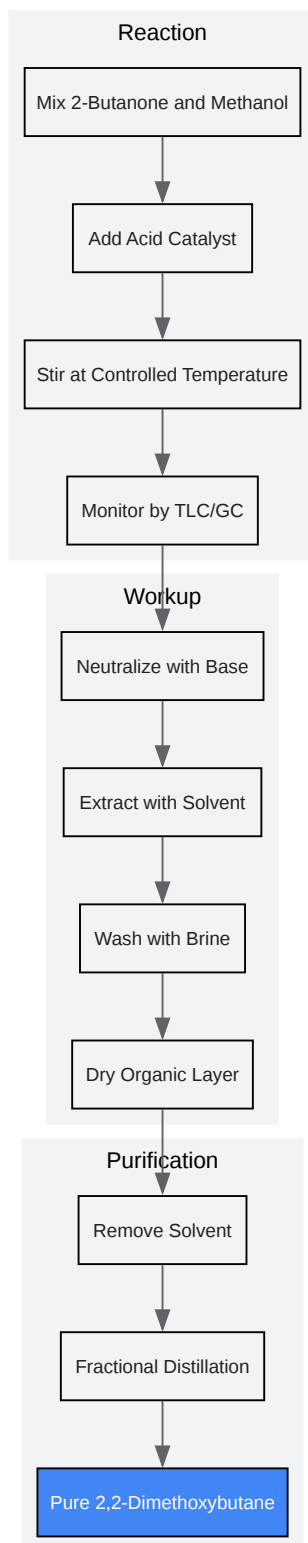 Reaction
Mix 2-Butanone and Methanol
Add Acid Catalyst
Stir at Controlled Temperature
Monitor by TLC/GC
Workup
Neutralize with Base
Extract with Solvent
Wash with Brine
Dry Organic Layer
Purification
Remove Solvent
Fractional Distillation
Pure 2,2-Dimethoxybutane